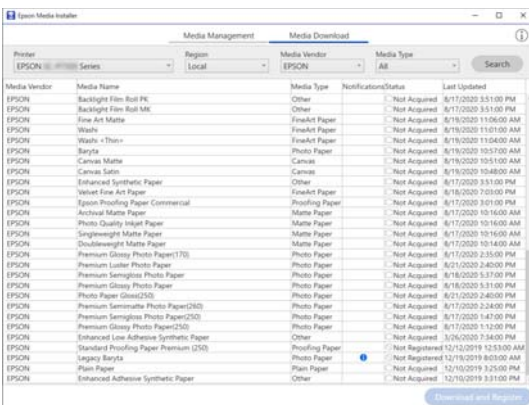 Epson Media Installer
Media Management Media Download
Printer Region Media Vendor Media Type
EPSON Series Local EPSON All Search
Media Vendor Media Name Media Type Notifications Status Last Updated
EPSON Backlight Film Roll PK Other Not Acquired 8/17/2020 3:51:00 PM
EPSON Backlight Film Roll MK Other Not Acquired 8/17/2020 3:51:00 PM
EPSON Fine Art Matte FineArt Paper Not Acquired 8/19/2020 11:06:00 AM
EPSON Washi FineArt Paper Not Acquired 8/19/2020 11:01:00 AM
EPSON Washi <Thin> FineArt Paper Not Acquired 8/19/2020 11:04:00 AM
EPSON Baryta Photo Paper Not Acquired 8/19/2020 10:57:00 AM
EPSON Canvas Matte Canvas Not Acquired 8/19/2020 10:51:00 AM
EPSON Canvas Satin Canvas Not Acquired 8/19/2020 10:48:00 AM
EPSON Enhanced Synthetic Paper Other Not Acquired 8/17/2020 3:51:00 PM
EPSON Velvet Fine Art Paper FineArt Paper Not Acquired 8/18/2020 7:03:00 PM
EPSON Epson Proofing Paper Commercial Proofing Paper Not Acquired 8/17/2020 3:01:00 PM
EPSON Archival Matte Paper Matte Paper Not Acquired 8/17/2020 10:16:00 AM
EPSON Photo Quality Inkjet Paper Matte Paper Not Acquired 8/17/2020 10:16:00 AM
EPSON Singleweight Matte Paper Matte Paper Not Acquired 8/17/2020 10:16:00 AM
EPSON Doubleweight Matte Paper Matte Paper Not Acquired 8/17/2020 10:14:00 AM
EPSON Premium Glossy Photo Paper(170) Photo Paper Not Acquired 8/17/2020 2:35:00 PM
EPSON Premium Luster Photo Paper Photo Paper Not Acquired 8/21/2020 2:40:00 PM
EPSON Premium Semigloss Photo Paper Photo Paper Not Acquired 8/18/2020 5:37:00 PM
EPSON Premium Glossy Photo Paper Photo Paper Not Acquired 8/18/2020 5:31:00 PM
EPSON Photo Paper Gloss(250) Photo Paper Not Acquired 8/21/2020 2:40:00 PM
EPSON Premium Semimatte Photo Paper(260) Photo Paper Not Acquired 8/17/2020 2:24:00 PM
EPSON Premium Semigloss Photo Paper(250) Photo Paper Not Acquired 8/17/2020 1:47:00 PM
EPSON Premium Glossy Photo Paper(250) Photo Paper Not Acquired 8/17/2020 1:12:00 PM
EPSON Enhanced Low Adhesive Synthetic Paper Other Not Acquired 3/26/2020 7:34:00 PM
EPSON Standard Proofing Paper Premium (250) Proofing Paper Not Registered 12/12/2019 12:53:00 AM
EPSON Legacy Baryta Photo Paper Not Registered 12/19/2019 8:03:00 AM
EPSON Plain Paper Plain Paper Not Acquired 12/10/2019 3:25:00 PM
EPSON Enhanced Adhesive Synthetic Paper Other Not Acquired 12/10/2019 3:31:00 PM
Download and Register